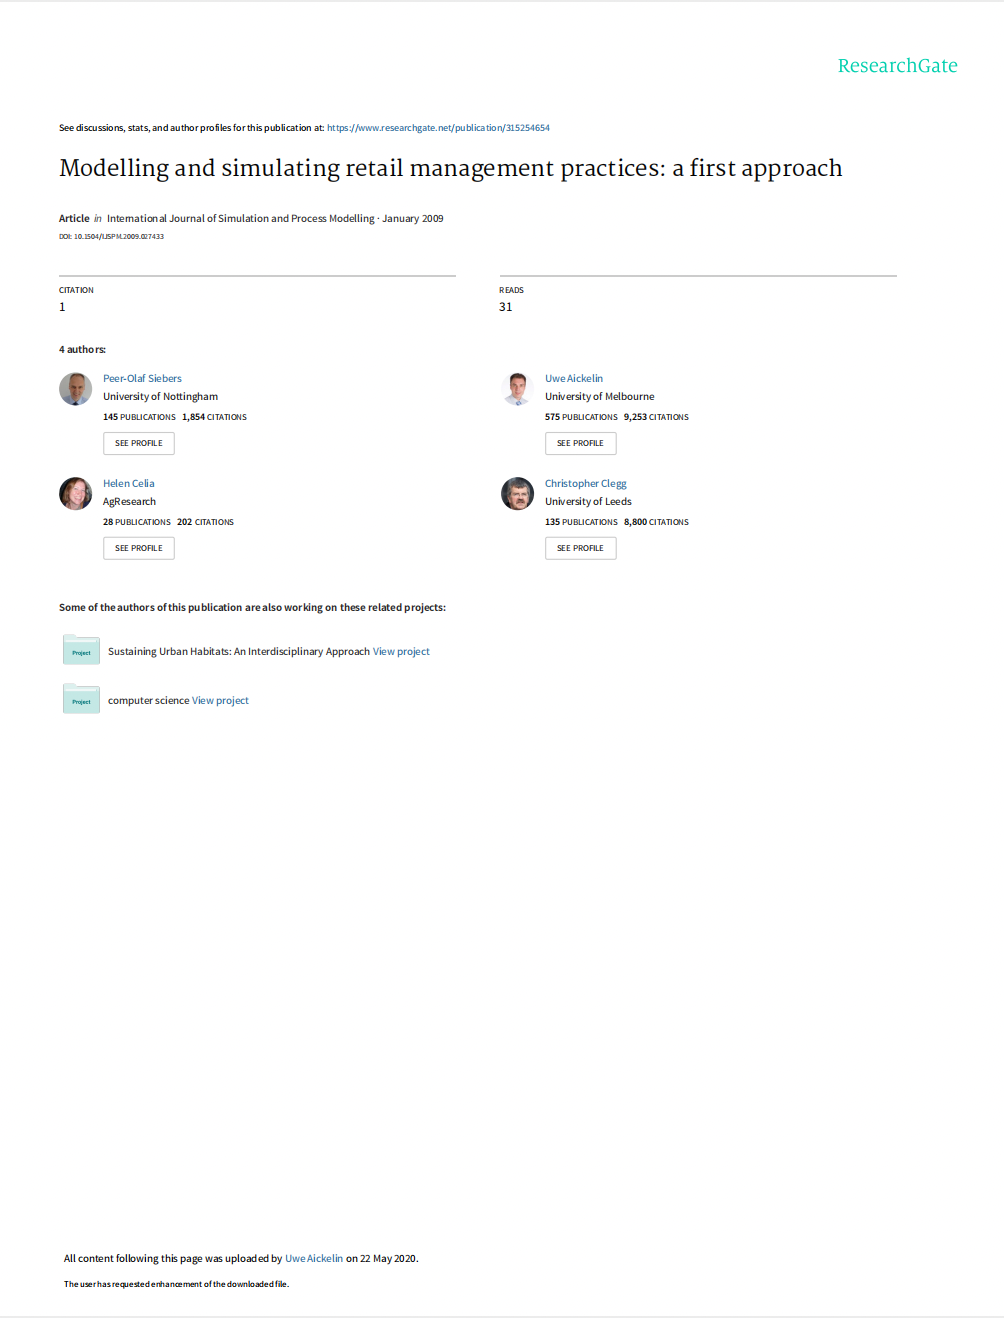 ResearchGate
See discussions, stats, and author profiles for this publication at: https://www.researchgate.net/publication/315254654
Modelling and simulating retail management practices: a first approach
Article in International Journal of Simulation and Process Modelling · January 2009
DOI: 10.1504/IJSPM.2009.027433
CITATION
1
READS
31
4 authors:
Peer-Olaf Siebers
University of Nottingham
145 PUBLICATIONS 1,854 CITATIONS
SEE PROFILE
Uwe Aickelin
University of Melbourne
575 PUBLICATIONS 9,253 CITATIONS
SEE PROFILE
Helen Celia
AgResearch
28 PUBLICATIONS 202 CITATIONS
SEE PROFILE
Christopher Clegg
University of Leeds
135 PUBLICATIONS 8,800 CITATIONS
SEE PROFILE
Some of the authors of this publication are also working on these related projects:
Project
Sustaining Urban Habitats: An Interdisciplinary Approach View project
Project
computer science View project
All content following this page was uploaded by Uwe Aickelin on 22 May 2020.
The user has requested enhancement of the downloaded file.